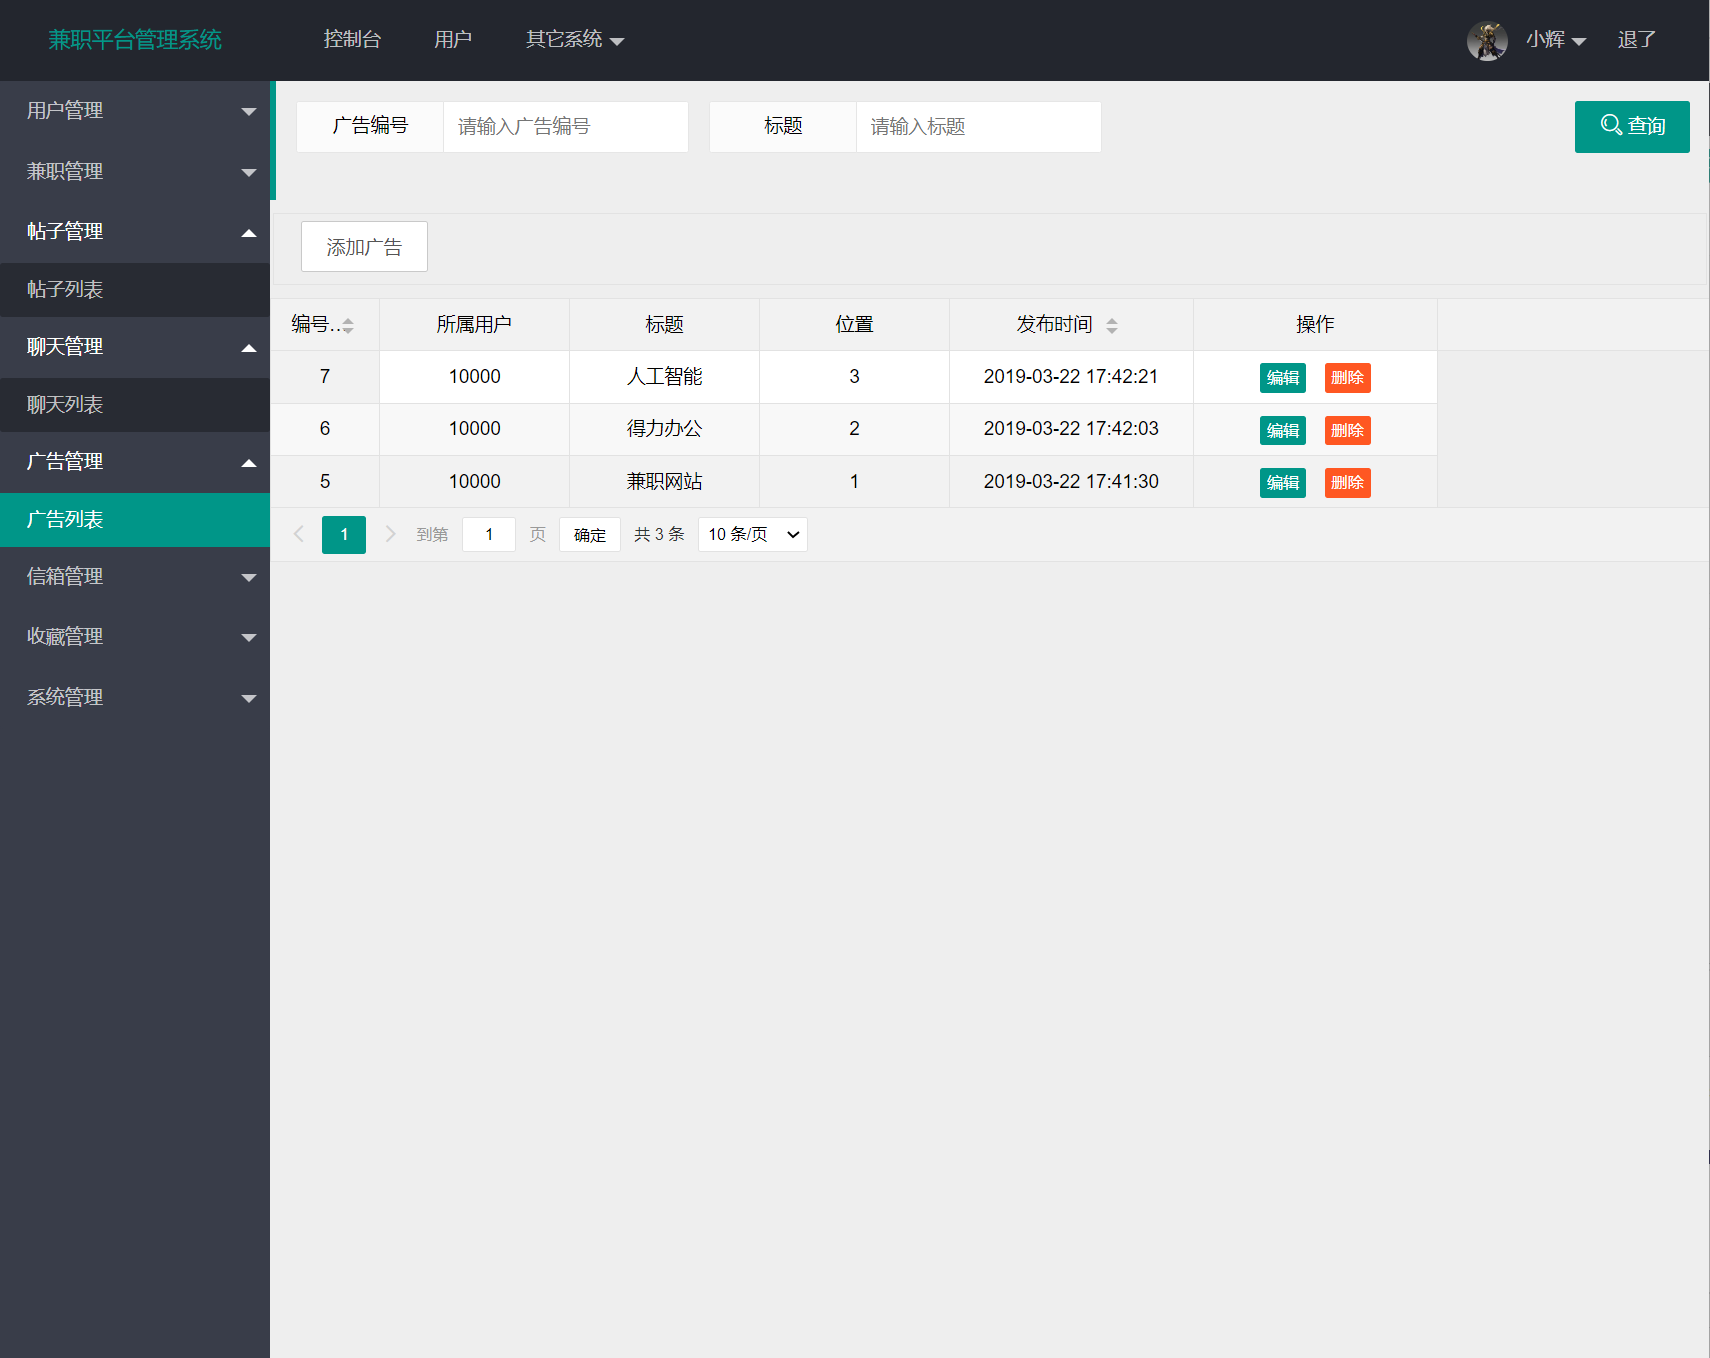 兼职平台管理系统 控制台 用户 其它系统 小辉 退了
用户管理
兼职管理
帖子管理
帖子列表
聊天管理
聊天列表
广告管理
广告列表
信箱管理
收藏管理
系统管理
广告编号 请输入广告编号 标题 请输入标题 查询
添加广告
编号... 所属用户 标题 位置 发布时间 操作
7 10000 人工智能 3 2019-03-22 17:42:21 编辑 删除
6 10000 得力办公 2 2019-03-22 17:42:03 编辑 删除
5 10000 兼职网站 1 2019-03-22 17:41:30 编辑 删除
1 到第 1 页 确定 共 3 条 10 条/页